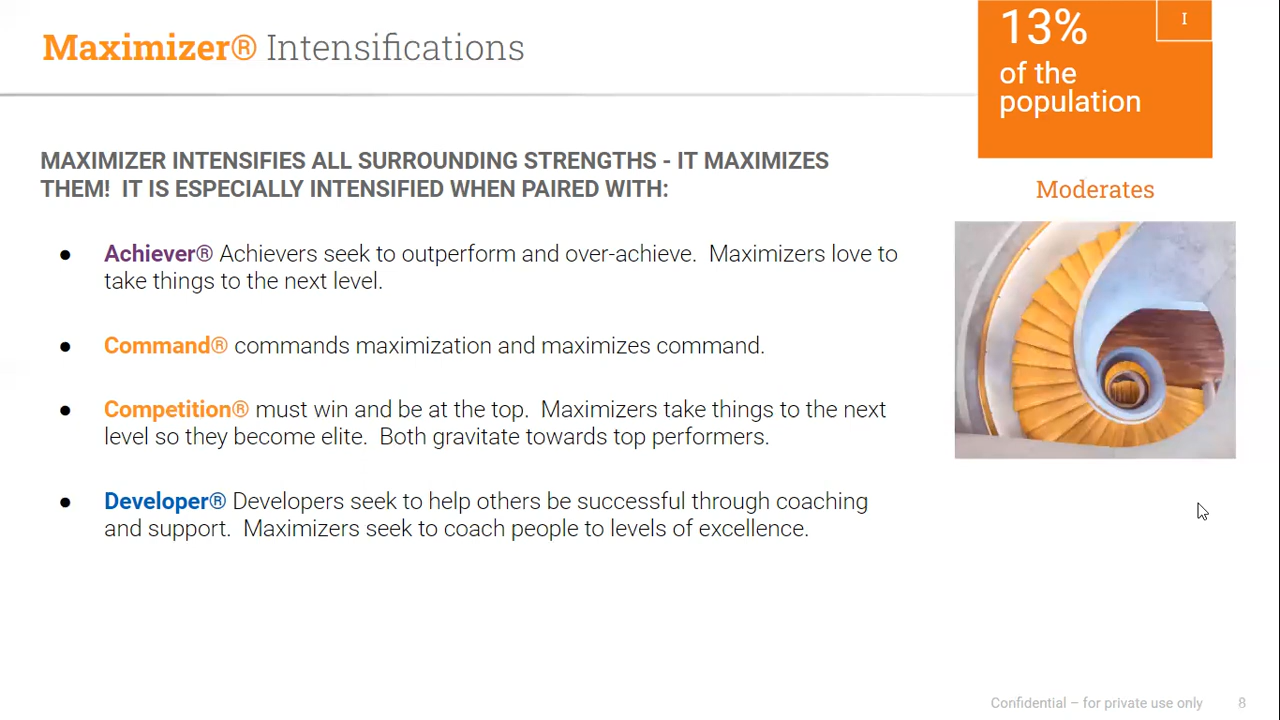 Maximizer® Intensifications
13%
I
of the
population
MAXIMIZER INTENSIFIES ALL SURROUNDING STRENGTHS - IT MAXIMIZES
THEM!  IT IS ESPECIALLY INTENSIFIED WHEN PAIRED WITH:
Moderates
● Achiever® Achievers seek to outperform and over-achieve.  Maximizers love to
take things to the next level.
● Command® commands maximization and maximizes command.
● Competition® must win and be at the top.  Maximizers take things to the next
level so they become elite.  Both gravitate towards top performers.
● Developer® Developers seek to help others be successful through coaching
and support.  Maximizers seek to coach people to levels of excellence.
Confidential – for private use only 8